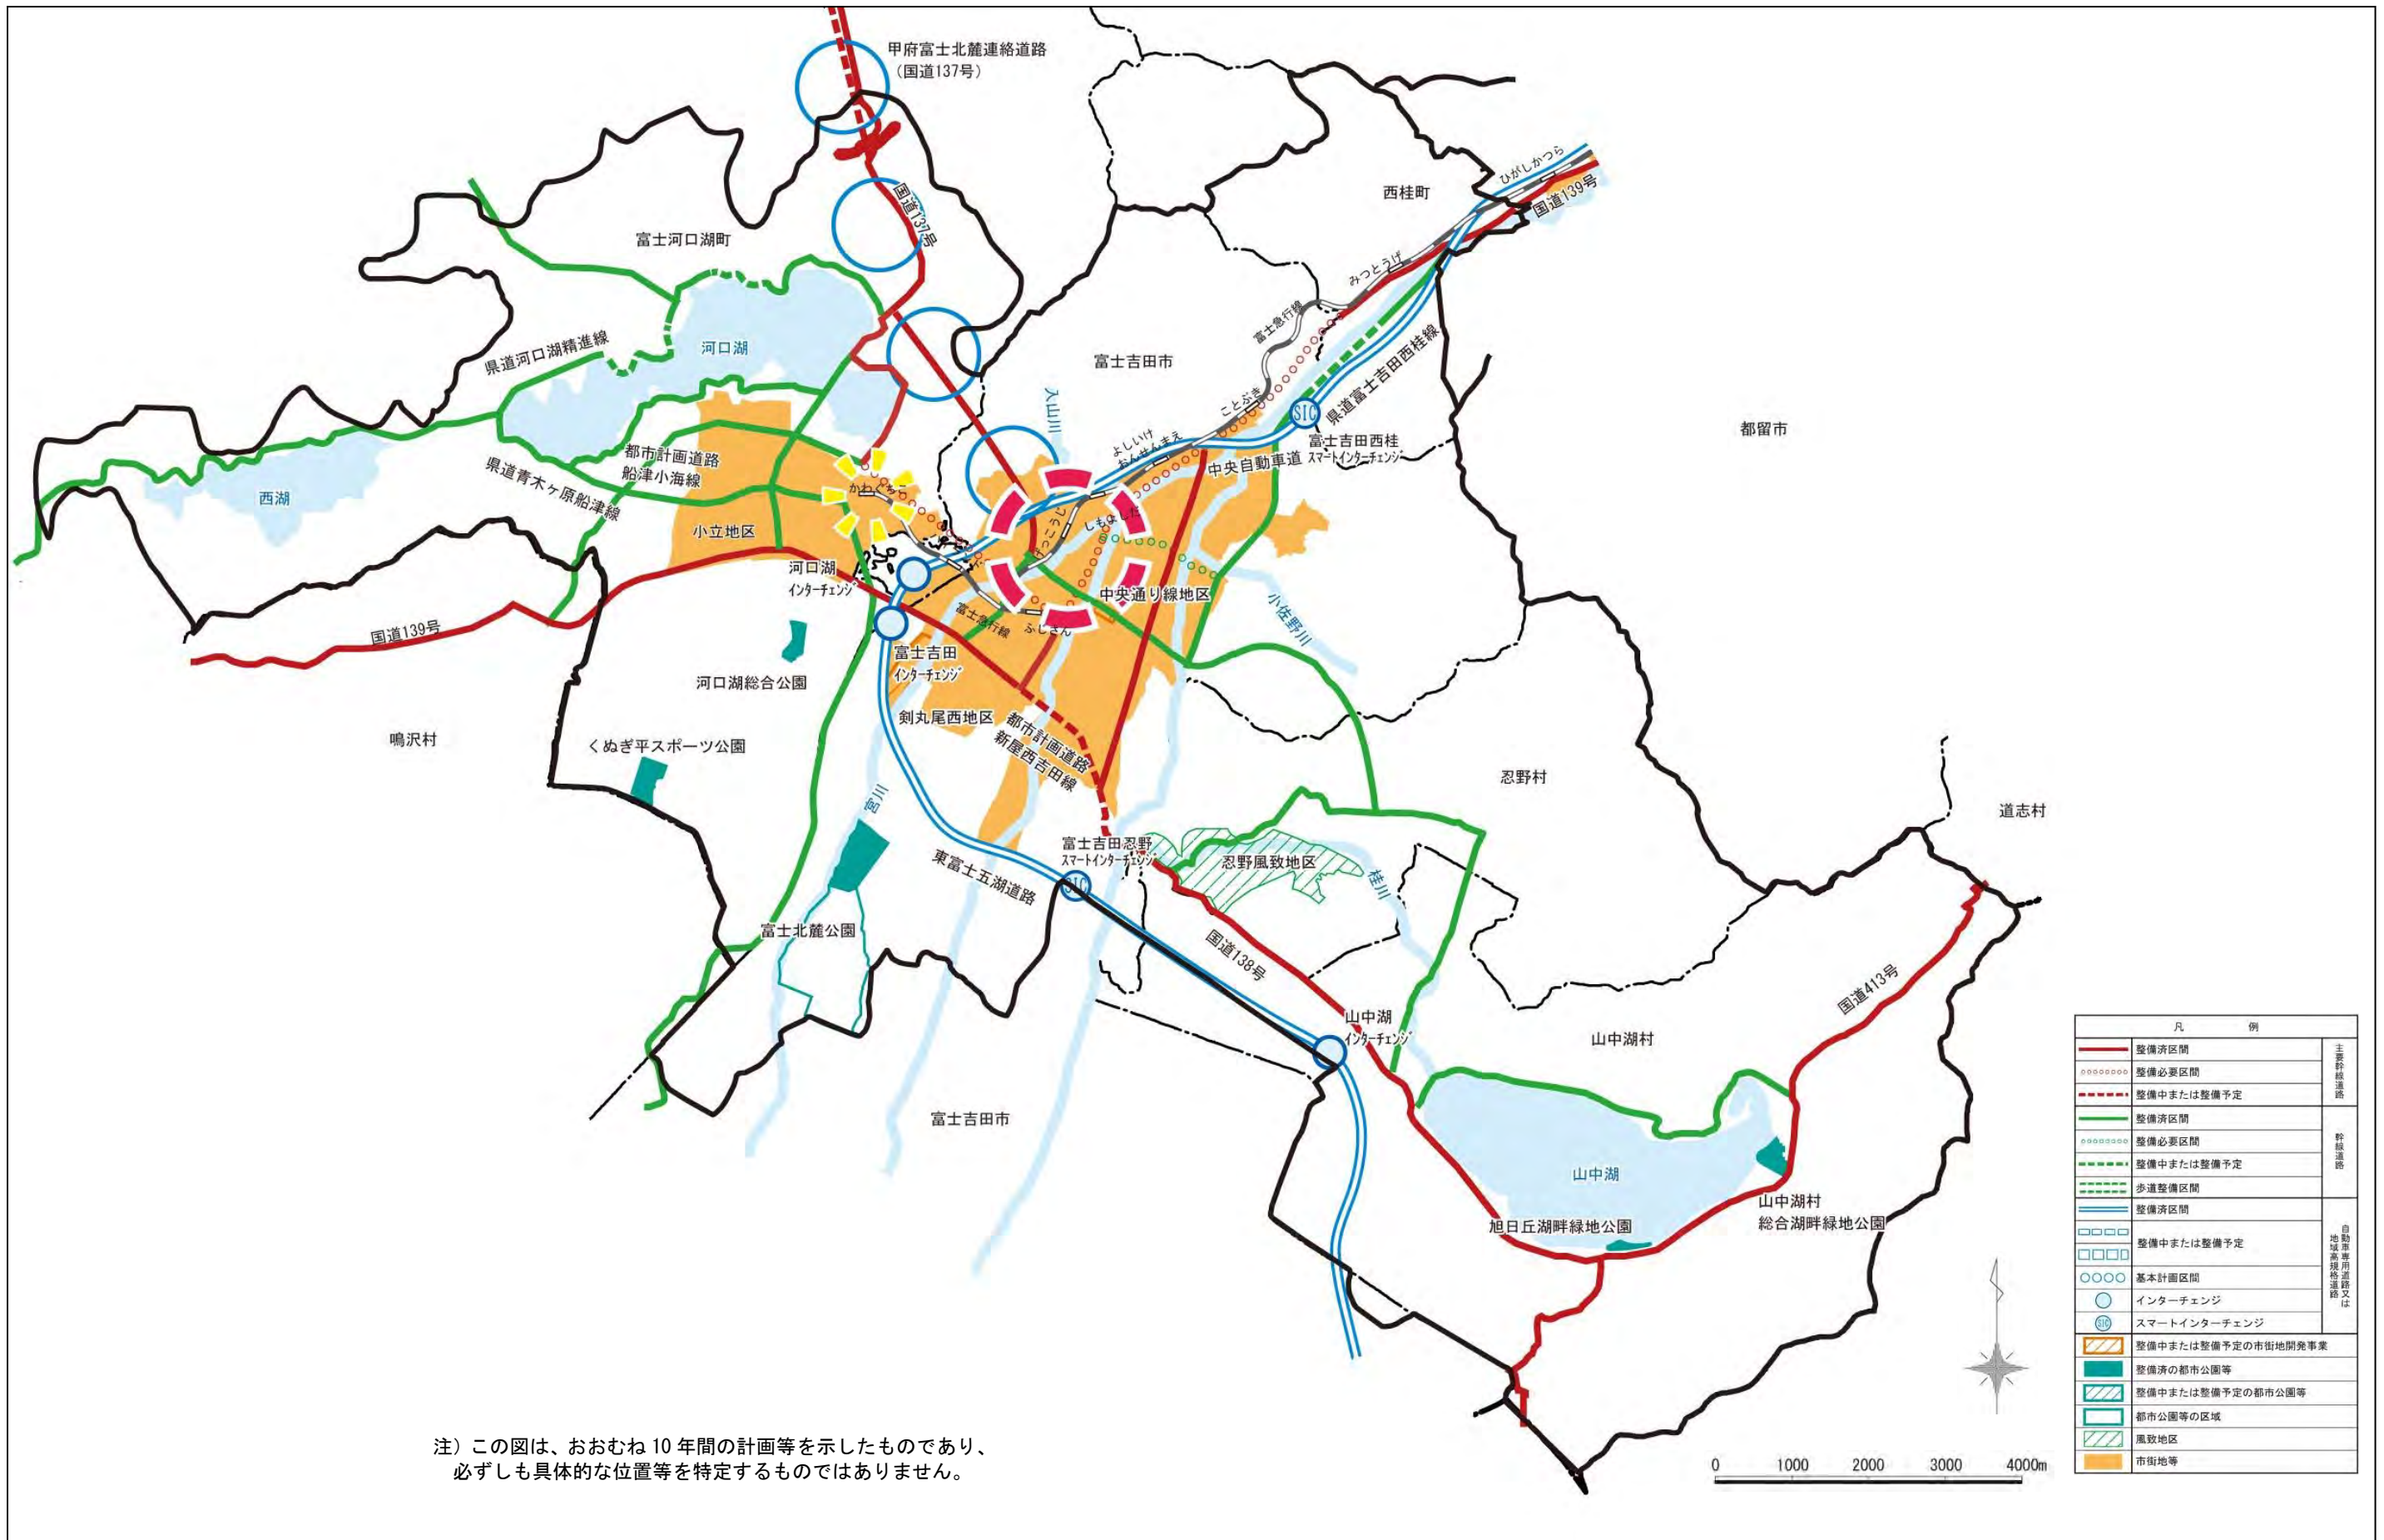 甲府富士北麓連絡道路
（国道137号）
国道137号
西桂町
ひがしかつら
国道139号
富士河口湖町
みつとうげ
富士急行線
県道河口湖精進線
河口湖
富士吉田市
入山川
ことぶき
SIC
県道富士吉田西桂線
都留市
よしいけ
おんせんまえ
富士吉田西桂
スマートインターチェンジ
中央自動車道
都市計画道路
船津小海線
県道青木ヶ原船津線
西湖
小立地区
しもよしだ
げっこうじ
河口湖
インターチェンジ
中央通り線地区
小佐野川
富士急行線
ふじさん
国道139号
富士吉田
インターチェンジ
河口湖総合公園
剣丸尾西地区
都市計画道路
新屋西吉田線
鳴沢村
くぬぎ平スポーツ公園
宮川
忍野村
道志村
富士吉田忍野
スマートインターチェンジ
SIC
忍野風致地区
桂川
東富士五湖道路
富士北麓公園
国道138号
国道413号
山中湖
インターチェンジ
山中湖村
富士吉田市
山中湖
旭日丘湖畔緑地公園
山中湖村
総合湖畔緑地公園
凡 例
整備済区間
整備必要区間
整備中または整備予定
主要幹線道路
整備済区間
整備必要区間
整備中または整備予定
歩道整備区間
幹線道路
整備済区間
整備中または整備予定
基本計画区間
インターチェンジ
SIC
スマートインターチェンジ
自動車専用道路又は
地域高規格道路
整備中または整備予定の市街地開発事業
整備済の都市公園等
整備中または整備予定の都市公園等
都市公園等の区域
風致地区
市街地等
0 1000 2000 3000 4000m
注）この図は、おおむね10年間の計画等を示したものであり、
必ずしも具体的な位置等を特定するものではありません。